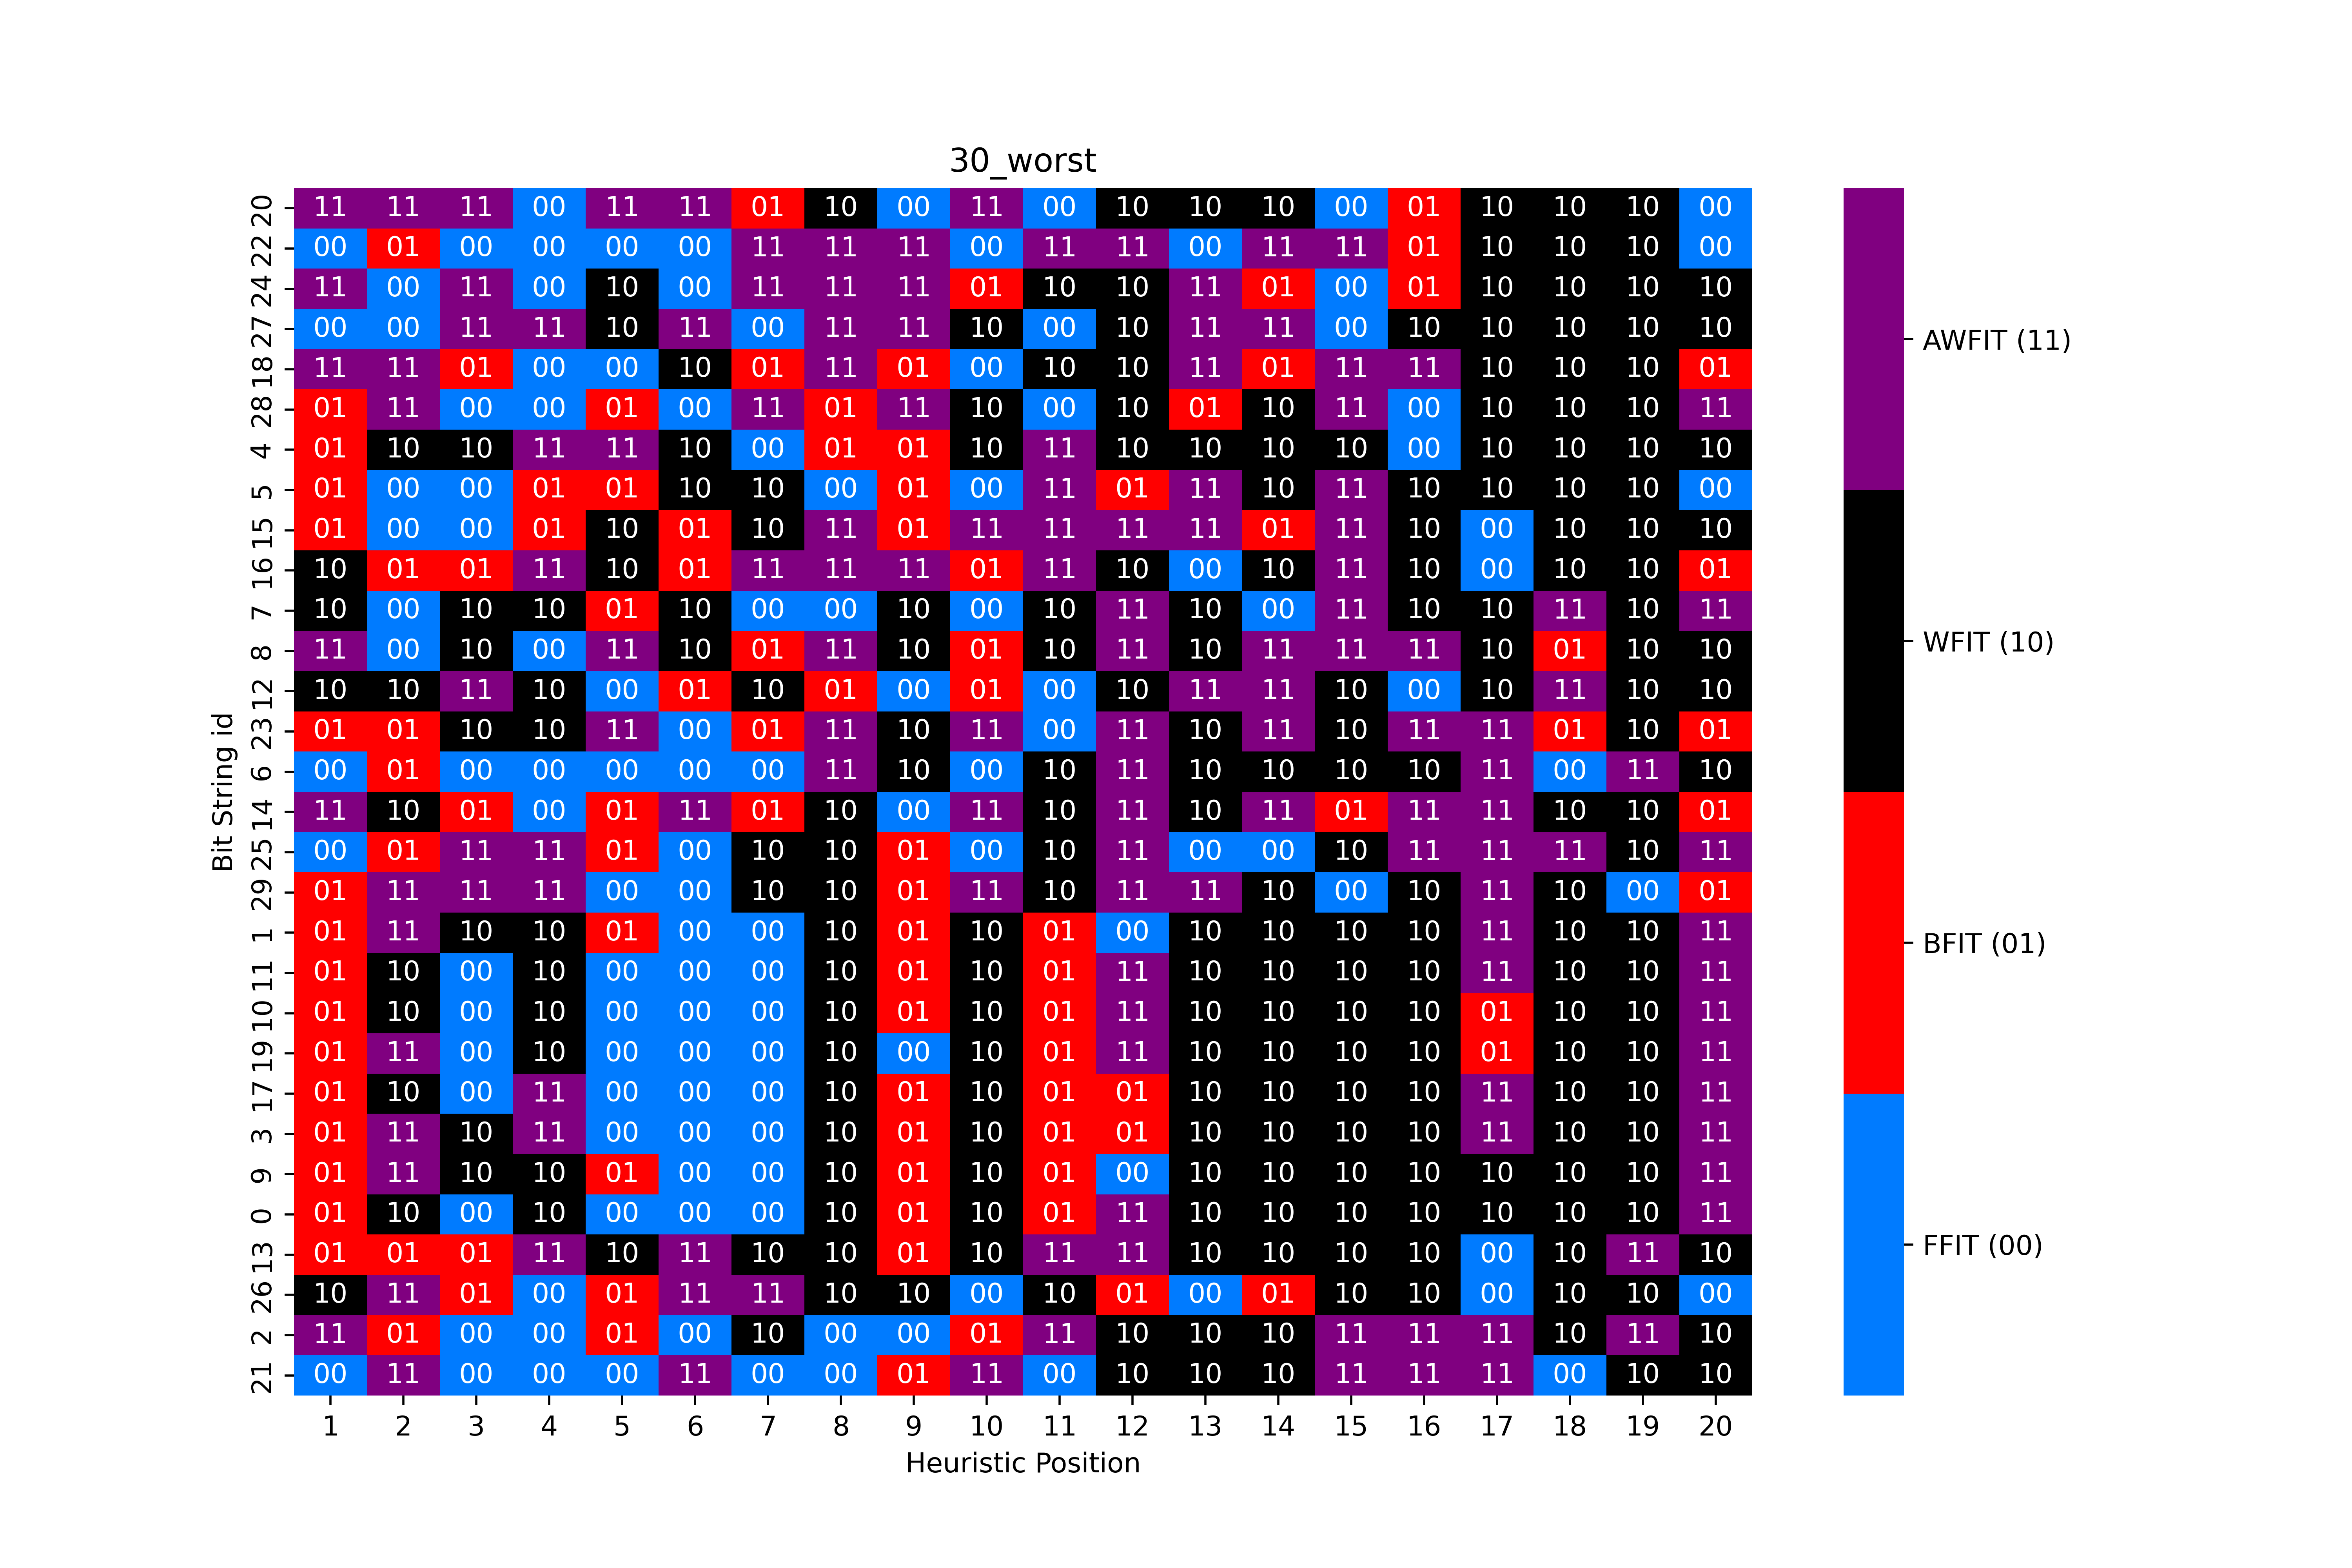 30_worst
20 11 11 11 00 11 11 01 10 00 11 00 10 10 10 00 01 10 10 10 00
22 00 01 00 00 00 00 11 11 11 00 11 11 00 11 11 01 10 10 10 00
24 11 00 11 00 10 00 11 11 11 01 10 10 11 01 00 01 10 10 10 10
27 00 00 11 11 10 11 00 11 11 10 00 10 11 11 00 10 10 10 10 10
18 11 11 01 00 00 10 01 11 01 00 10 10 11 01 11 11 10 10 10 01
28 01 11 00 00 01 00 11 01 11 10 00 10 01 10 11 00 10 10 10 11
4 01 10 10 11 11 10 00 01 01 10 11 10 10 10 10 00 10 10 10 10
5 01 00 00 01 01 10 10 00 01 00 11 01 11 10 11 10 10 10 10 00
15 01 00 00 01 10 01 10 11 01 11 11 11 11 01 11 10 00 10 10 10
16 10 01 01 11 10 01 11 11 11 01 11 10 00 10 11 10 00 10 10 01
7 10 00 10 10 01 10 00 00 10 00 10 11 10 00 11 10 10 11 10 11
8 11 00 10 00 11 10 01 11 10 01 10 11 10 11 11 11 10 01 10 10
12 10 10 11 10 00 01 10 01 00 01 00 10 11 11 10 00 10 11 10 10
23 01 01 10 10 11 00 01 11 10 11 00 11 10 11 10 11 11 01 10 01
6 00 01 00 00 00 00 00 11 10 00 10 11 10 10 10 10 11 00 11 10
14 11 10 01 00 01 11 01 10 00 11 10 11 10 11 01 11 11 10 10 01
25 00 01 11 11 01 00 10 10 01 00 10 11 00 00 10 11 11 11 10 11
29 01 11 11 11 00 00 10 10 01 11 10 11 11 10 00 10 11 10 00 01
1 01 11 10 10 01 00 00 10 01 10 01 00 10 10 10 10 11 10 10 11
11 01 10 00 10 00 00 00 10 01 10 01 11 10 10 10 10 11 10 10 11
10 01 10 00 10 00 00 00 10 01 10 01 11 10 10 10 10 01 10 10 11
19 01 11 00 10 00 00 00 10 00 10 01 11 10 10 10 10 01 10 10 11
17 01 10 00 11 00 00 00 10 01 10 01 01 10 10 10 10 11 10 10 11
3 01 11 10 11 00 00 00 10 01 10 01 01 10 10 10 10 11 10 10 11
9 01 11 10 10 01 00 00 10 01 10 01 00 10 10 10 10 10 10 10 11
0 01 10 00 10 00 00 00 10 01 10 01 11 10 10 10 10 10 10 10 11
13 01 01 01 11 10 11 10 10 01 10 11 11 10 10 10 10 00 10 11 10
26 10 11 01 00 01 11 11 10 10 00 10 01 00 01 10 10 00 10 10 00
2 11 01 00 00 01 00 10 00 00 01 11 10 10 10 11 11 11 10 11 10
21 00 11 00 00 00 11 00 00 01 11 00 10 10 10 11 11 11 00 10 10
1 2 3 4 5 6 7 8 9 10 11 12 13 14 15 16 17 18 19 20
Heuristic Position
Bit String id
AWFIT (11)
WFIT (10)
BFIT (01)
FFIT (00)